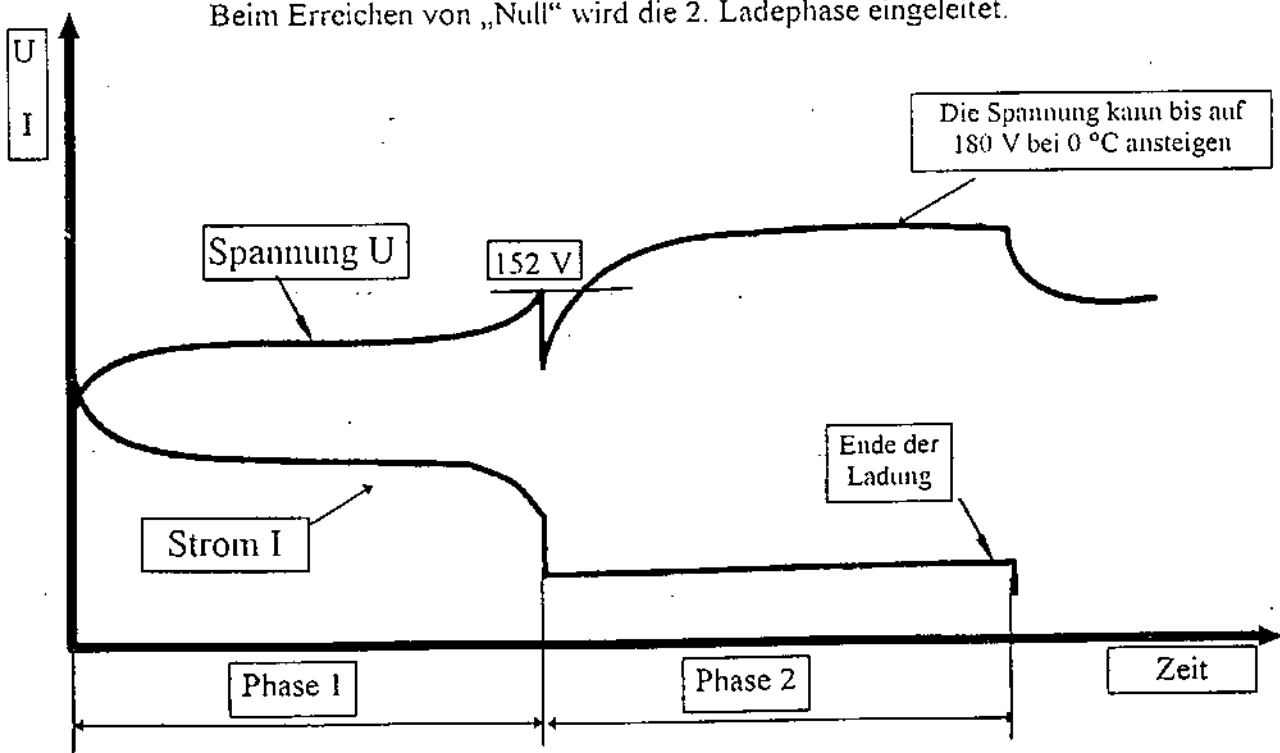 Beim Erreichen von „Null“ wird die 2. Ladephase eingeleitet.
U
I
Die Spannung kann bis auf
180 V bei 0 °C ansteigen
Spannung U
152 V
Ende der
Ladung
Strom I
Phase 1
Phase 2
Zeit